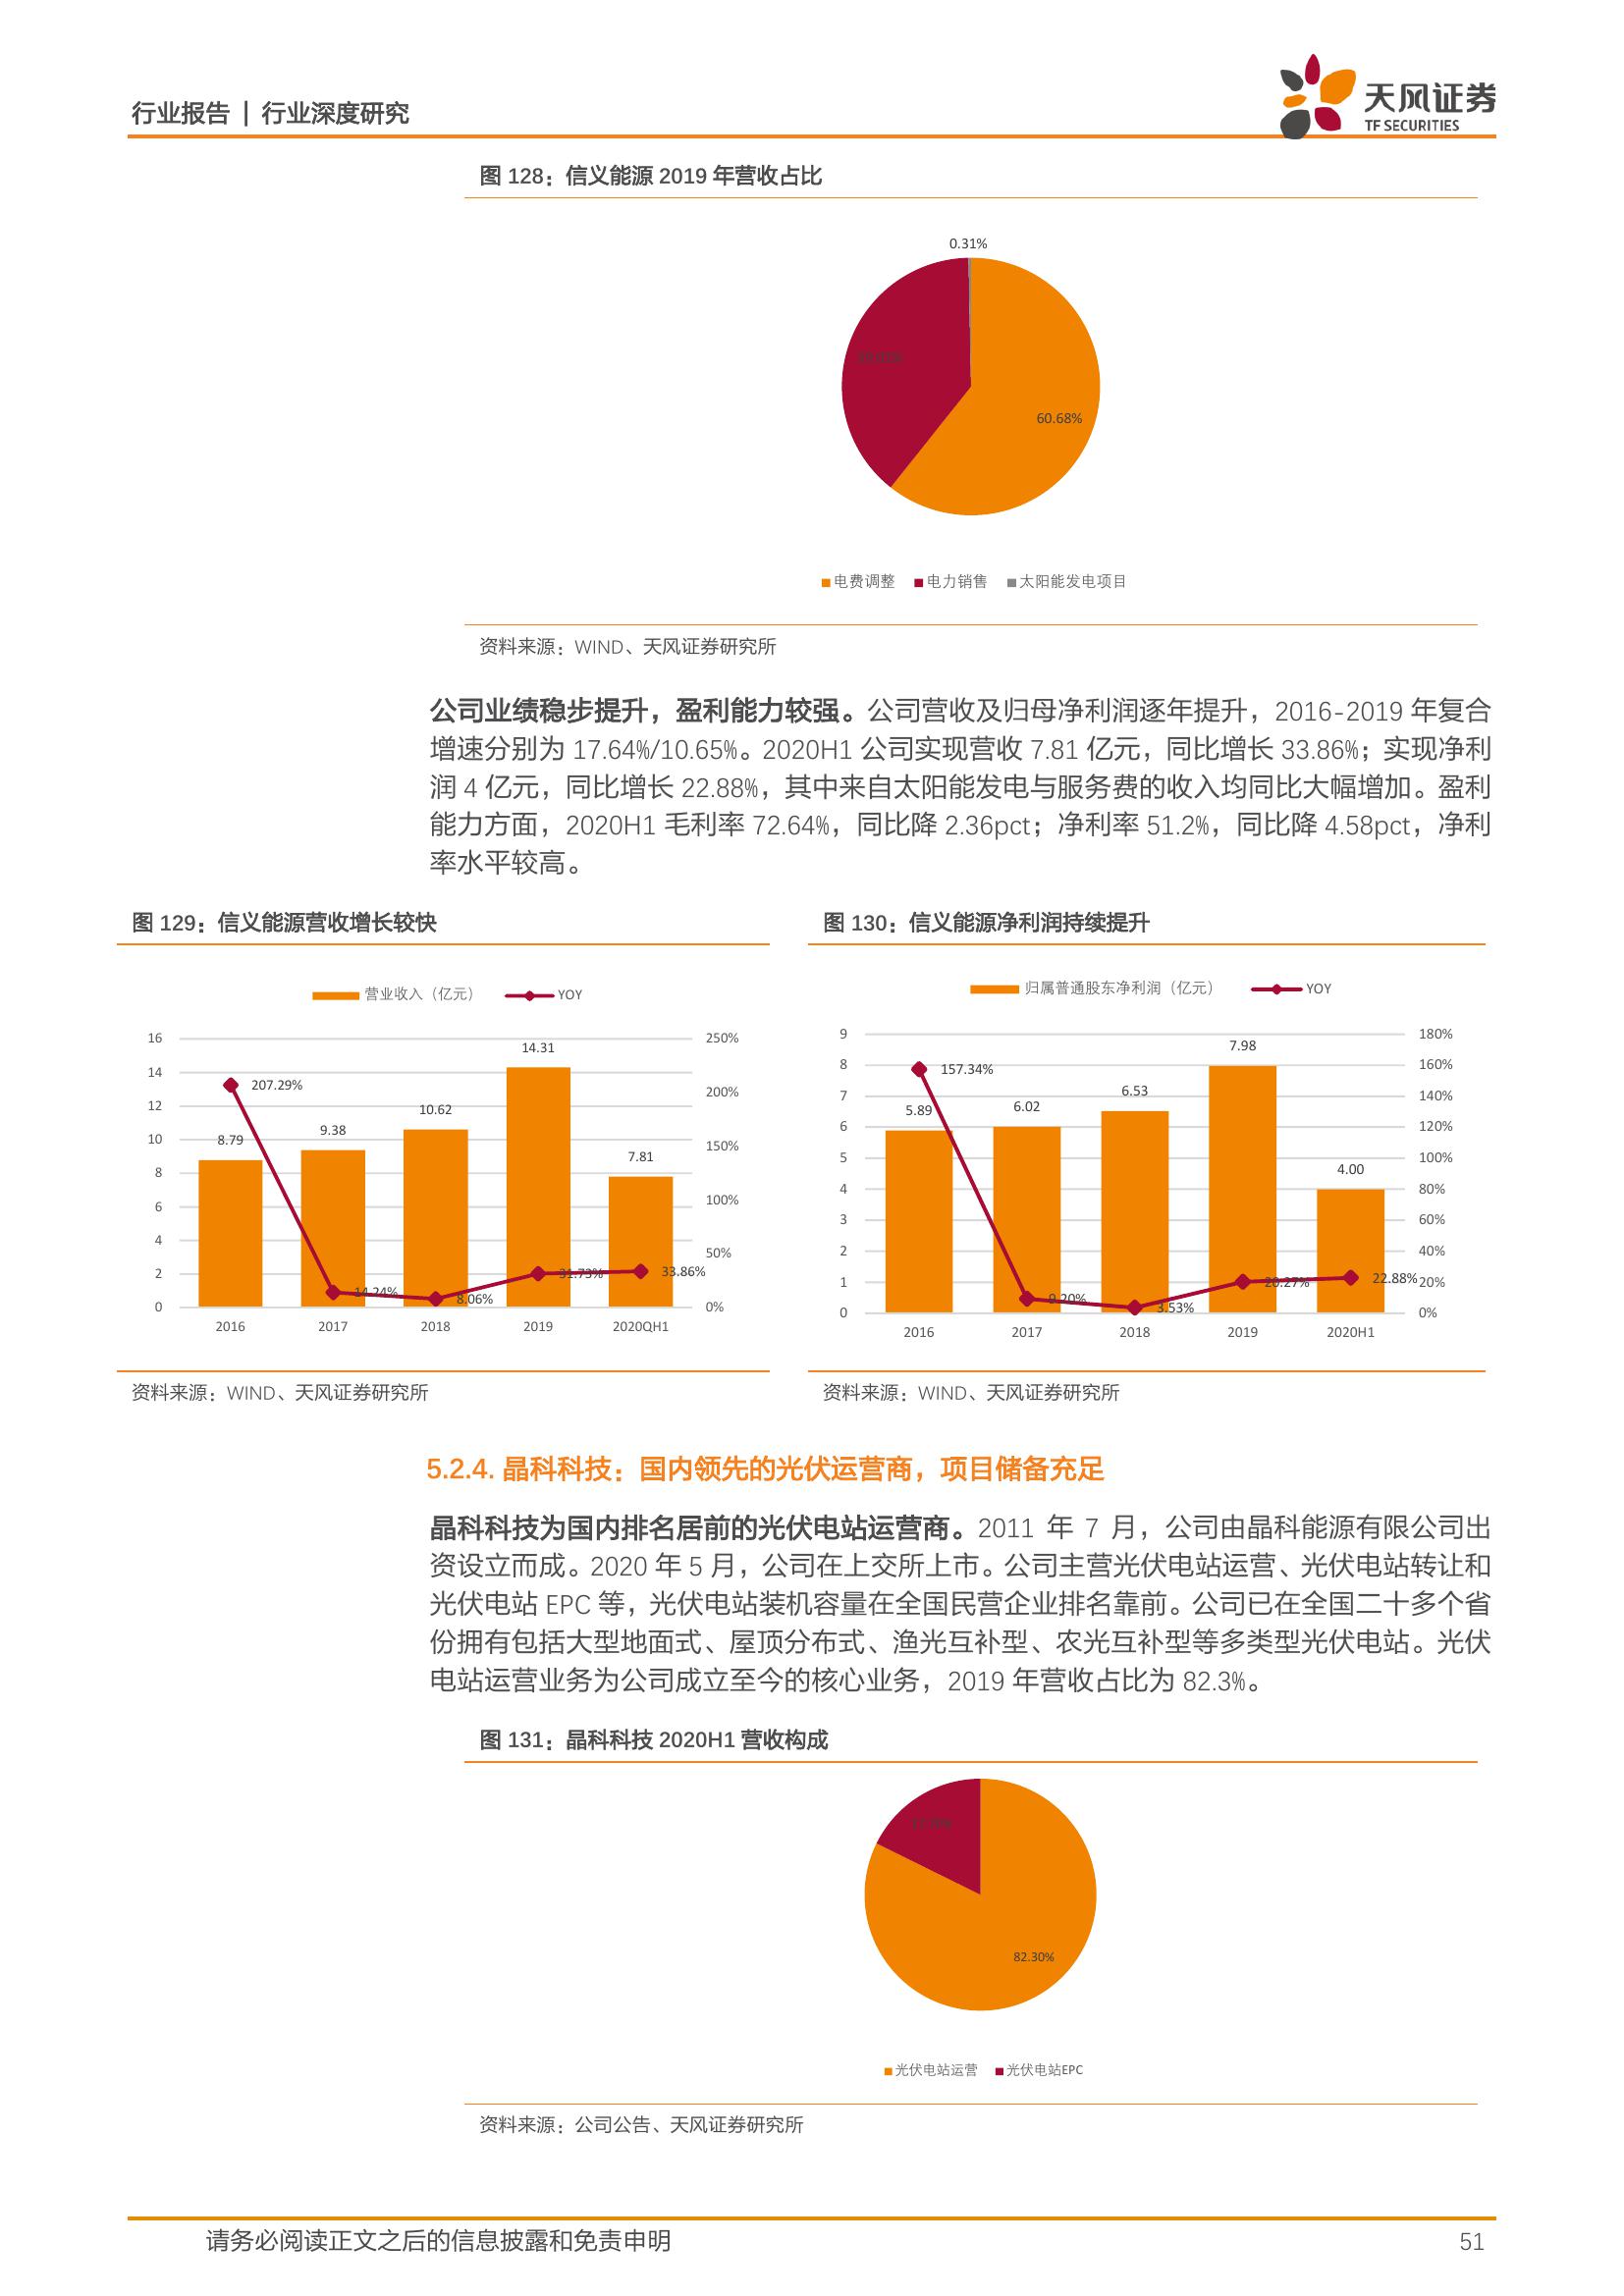 行业报告 | 行业深度研究
天风证券
TF SECURITIES
图 128：信义能源 2019 年营收占比
0.31%
60.68%
电费调整 电力销售 太阳能发电项目
资料来源：WIND、天风证券研究所
公司业绩稳步提升，盈利能力较强。公司营收及归母净利润逐年提升，2016-2019 年复合
增速分别为 17.64%/10.65%。2020H1 公司实现营收 7.81 亿元，同比增长 33.86%；实现净利
润 4 亿元，同比增长 22.88%，其中来自太阳能发电与服务费的收入均同比大幅增加。盈利
能力方面，2020H1 毛利率 72.64%，同比降 2.36pct；净利率 51.2%，同比降 4.58pct，净利
率水平较高。
图 129：信义能源营收增长较快
营业收入（亿元） YOY
16 250%
14.31
14 207.29% 200%
12 10.62
10 8.79 9.38 150%
8 7.81
6 100%
4 50%
2 31.73% 33.86%
0 14.24% 8.06% 0%
2016 2017 2018 2019 2020QH1
资料来源：WIND、天风证券研究所
图 130：信义能源净利润持续提升
归属普通股东净利润（亿元） YOY
9 180%
7.98
8 157.34% 160%
7 6.53 140%
5.89 6.02
6 120%
5 100%
4.00
4 80%
3 60%
2 40%
1 20.27% 22.88% 20%
9.20% 3.53%
0 0%
2016 2017 2018 2019 2020H1
资料来源：WIND、天风证券研究所
5.2.4. 晶科科技：国内领先的光伏运营商，项目储备充足
晶科科技为国内排名居前的光伏电站运营商。2011 年 7 月，公司由晶科能源有限公司出
资设立而成。2020 年 5 月，公司在上交所上市。公司主营光伏电站运营、光伏电站转让和
光伏电站 EPC 等，光伏电站装机容量在全国民营企业排名靠前。公司已在全国二十多个省
份拥有包括大型地面式、屋顶分布式、渔光互补型、农光互补型等多类型光伏电站。光伏
电站运营业务为公司成立至今的核心业务，2019 年营收占比为 82.3%。
图 131：晶科科技 2020H1 营收构成
82.30%
光伏电站运营 光伏电站EPC
资料来源：公司公告、天风证券研究所
请务必阅读正文之后的信息披露和免责申明 51